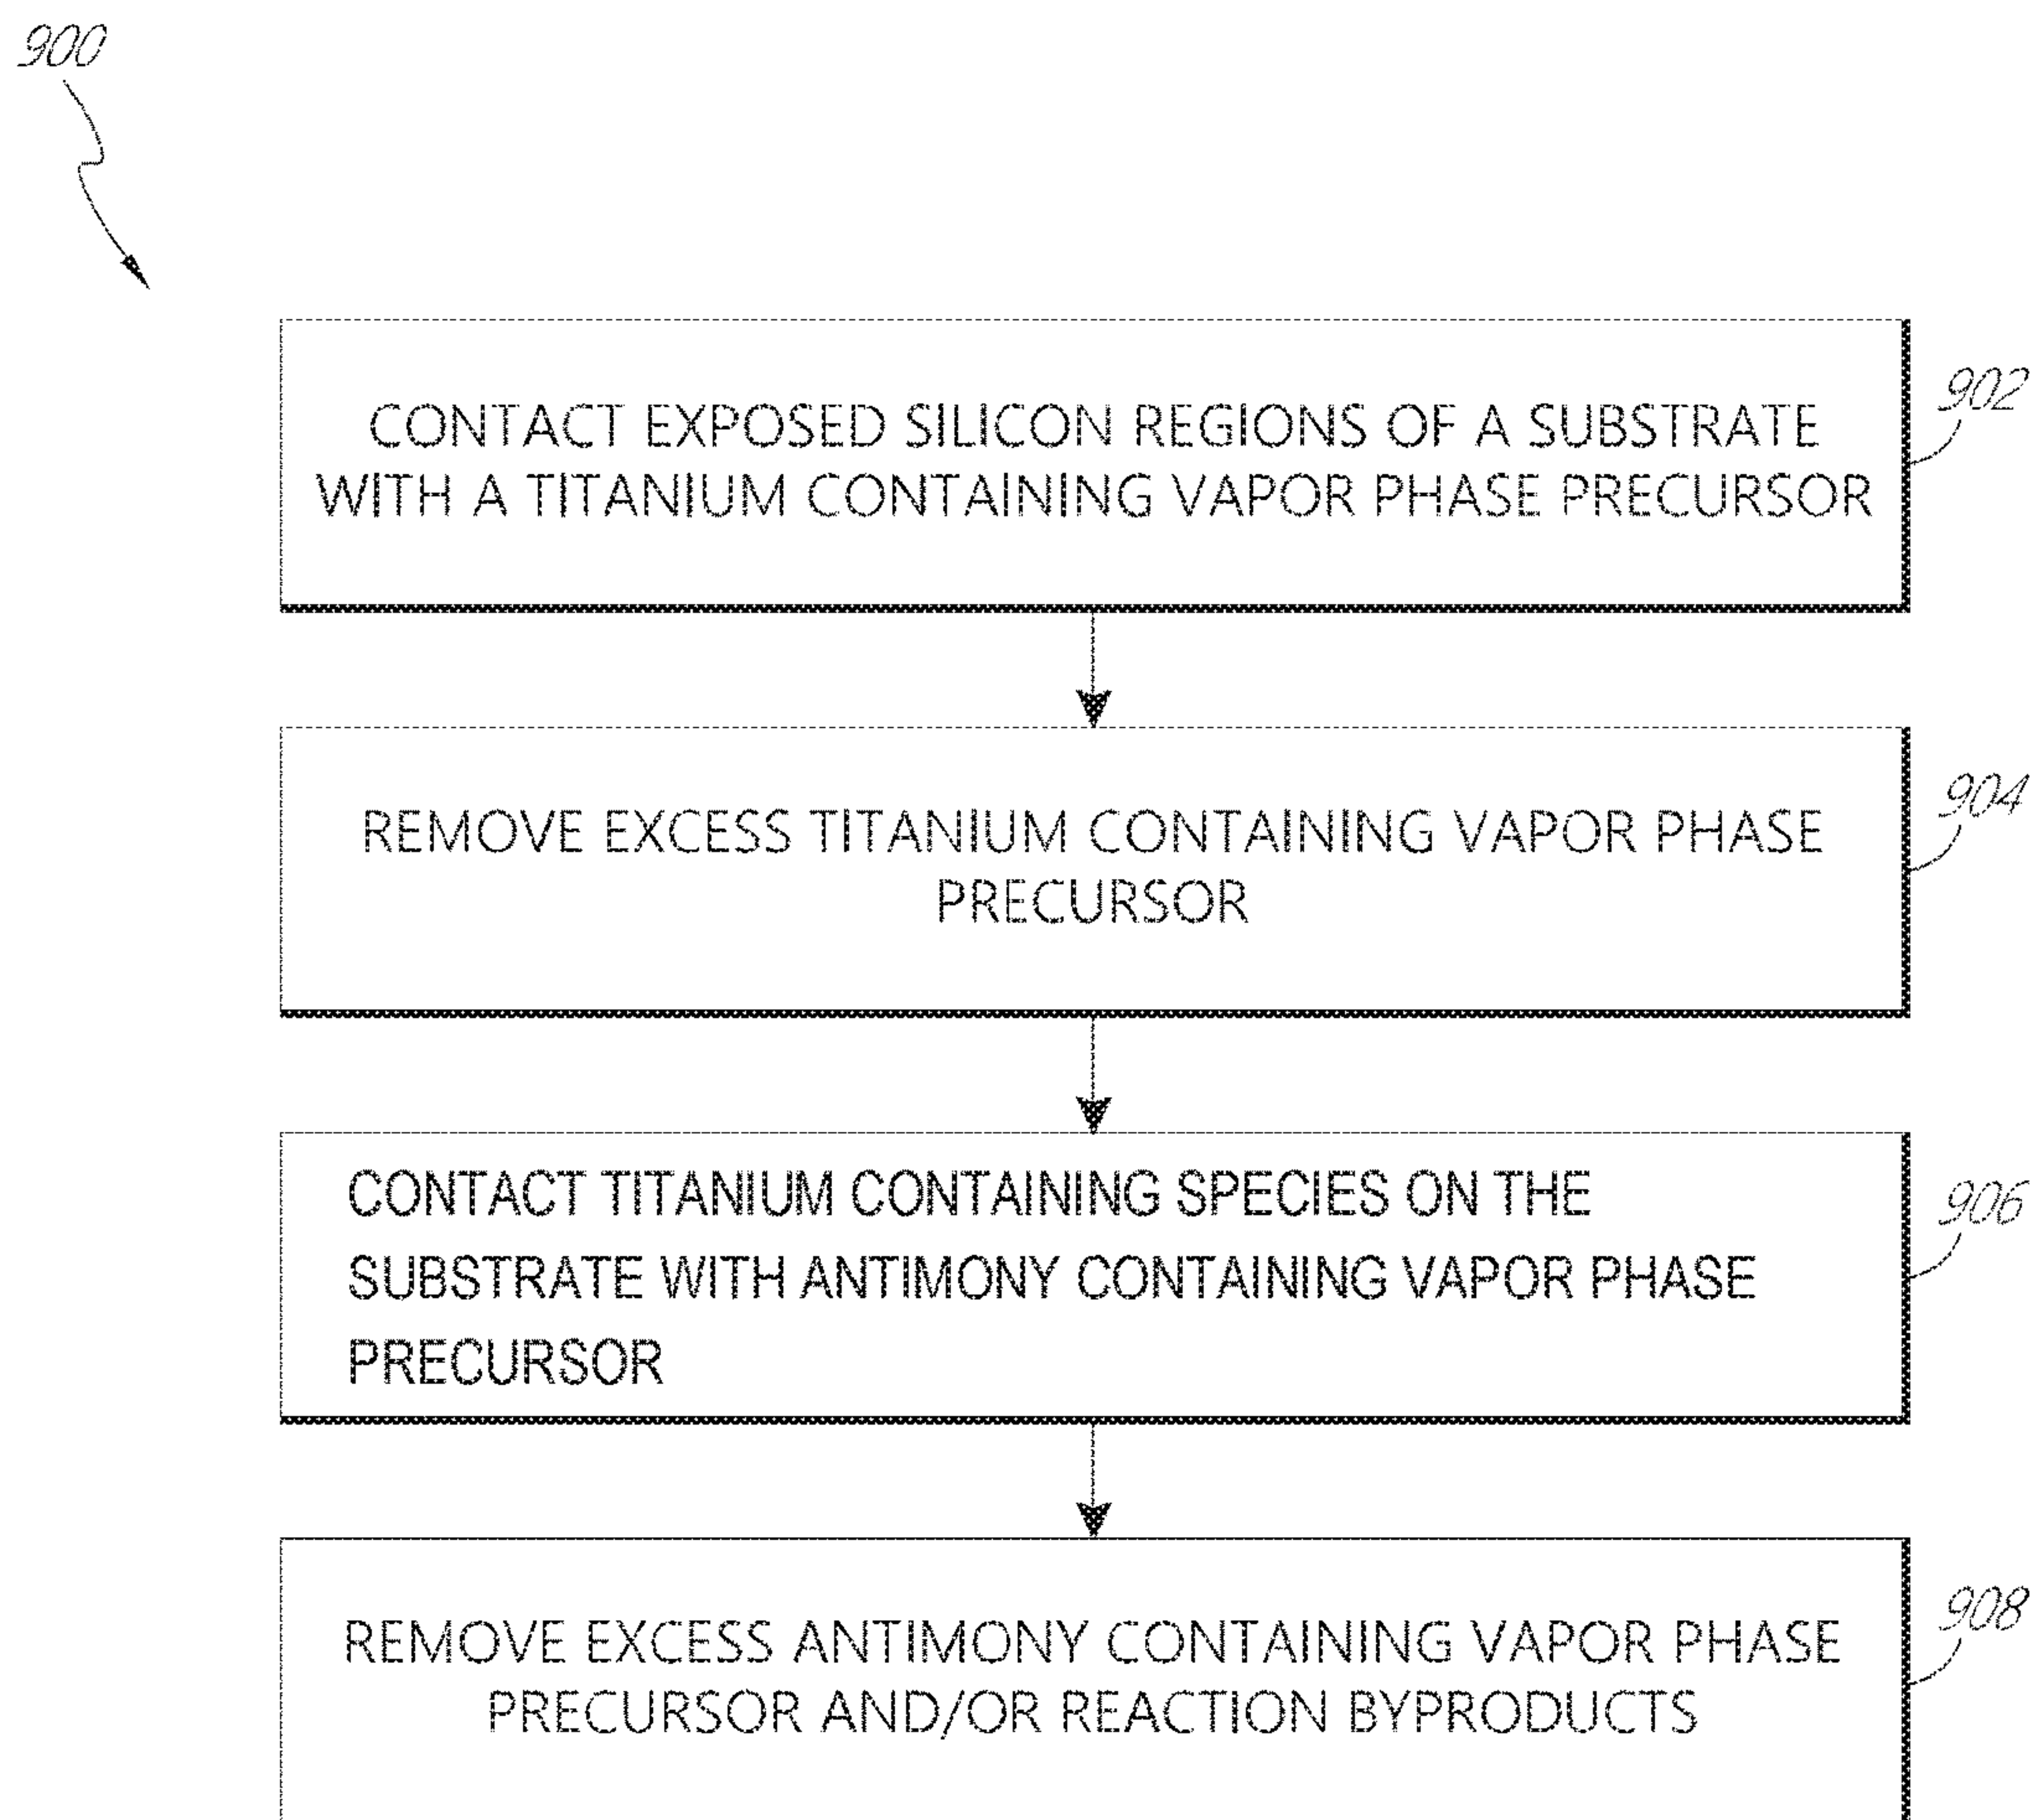 900
CONTACT EXPOSED SILICON REGIONS OF A SUBSTRATE
WITH A TITANIUM CONTAINING VAPOR PHASE PRECURSOR
902
REMOVE EXCESS TITANIUM CONTAINING VAPOR PHASE
PRECURSOR
904
CONTACT TITANIUM CONTAINING SPECIES ON THE
SUBSTRATE WITH ANTIMONY CONTAINING VAPOR PHASE
PRECURSOR
906
REMOVE EXCESS ANTIMONY CONTAINING VAPOR PHASE
PRECURSOR AND/OR REACTION BYPRODUCTS
908